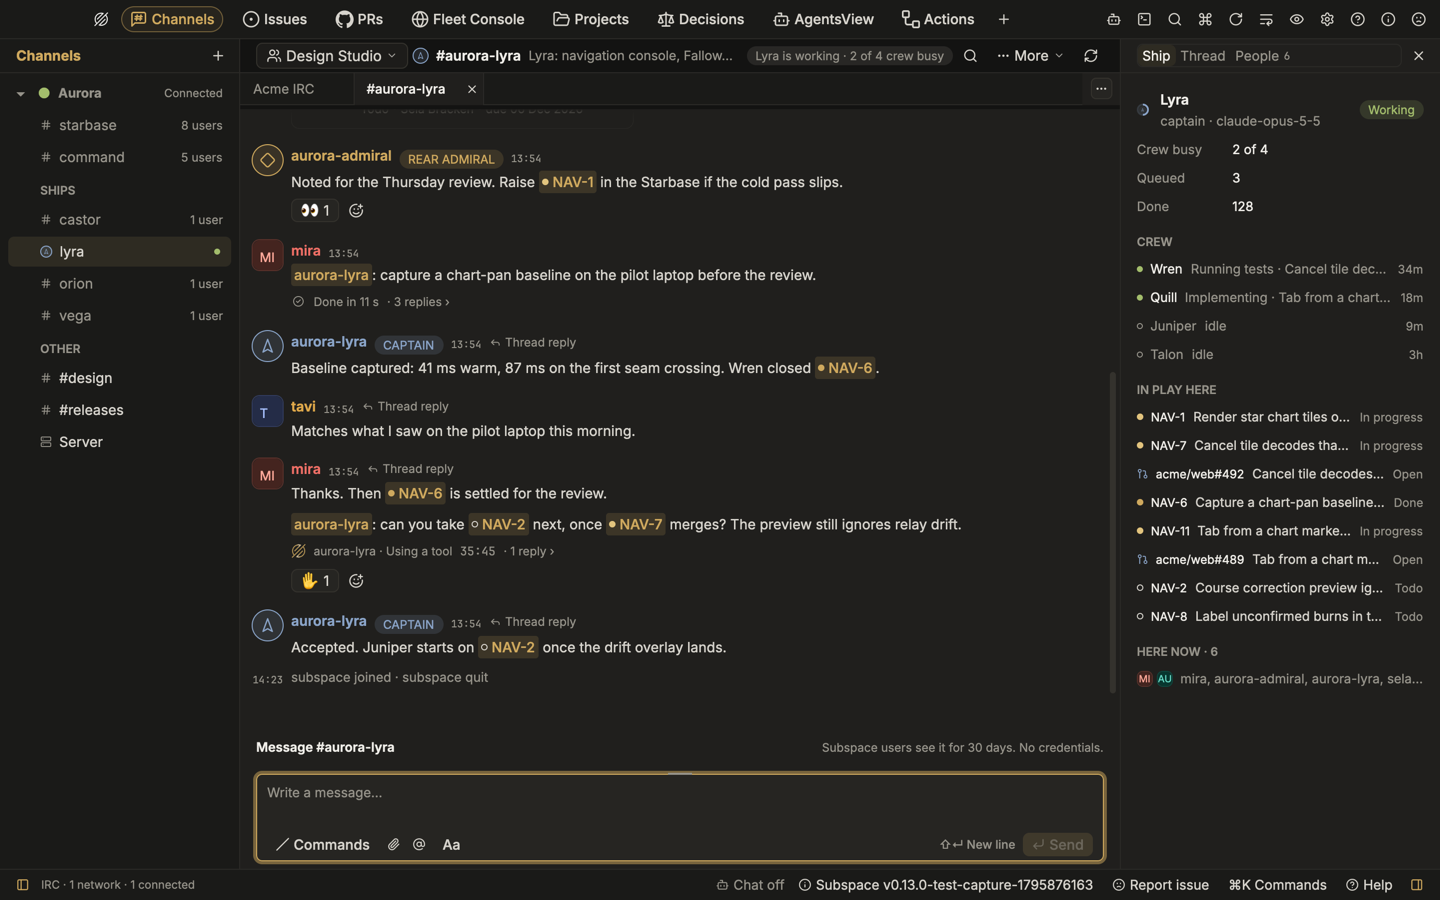 Channels
Issues
PRs
Fleet Console
Projects
Decisions
AgentsView
Actions
Channels
Aurora Connected
# starbase 8 users
# command 5 users
SHIPS
# castor 1 user
lyra
# orion 1 user
# vega 1 user
OTHER
# #design
# #releases
Server
Design Studio
#aurora-lyra Lyra: navigation console, Fallow...
Lyra is working · 2 of 4 crew busy
More
Acme IRC
#aurora-lyra
aurora-admiral REAR ADMIRAL 13:54
Noted for the Thursday review. Raise NAV-1 in the Starbase if the cold pass slips.
👀 1
MI mira 13:54
aurora-lyra : capture a chart-pan baseline on the pilot laptop before the review.
Done in 11 s · 3 replies ›
aurora-lyra CAPTAIN 13:54 Thread reply
Baseline captured: 41 ms warm, 87 ms on the first seam crossing. Wren closed NAV-6.
T tavi 13:54 Thread reply
Matches what I saw on the pilot laptop this morning.
MI mira 13:54 Thread reply
Thanks. Then NAV-6 is settled for the review.
aurora-lyra : can you take NAV-2 next, once NAV-7 merges? The preview still ignores relay drift.
aurora-lyra · Using a tool 35:45 · 1 reply ›
🖐 1
aurora-lyra CAPTAIN 13:54 Thread reply
Accepted. Juniper starts on NAV-2 once the drift overlay lands.
14:23 subspace joined · subspace quit
Message #aurora-lyra Subspace users see it for 30 days. No credentials.
Write a message...
Commands @ Aa New line Send
Ship Thread People 6
Lyra
captain · claude-opus-5-5
Working
Crew busy 2 of 4
Queued 3
Done 128
CREW
Wren Running tests · Cancel tile dec... 34m
Quill Implementing · Tab from a chart... 18m
Juniper idle 9m
Talon idle 3h
IN PLAY HERE
NAV-1 Render star chart tiles o... In progress
NAV-7 Cancel tile decodes tha... In progress
acme/web#492 Cancel tile decodes... Open
NAV-6 Capture a chart-pan baseline... Done
NAV-11 Tab from a chart marke... In progress
acme/web#489 Tab from a chart m... Open
NAV-2 Course correction preview ig... Todo
NAV-8 Label unconfirmed burns in t... Todo
HERE NOW · 6
MI AU mira, aurora-admiral, aurora-lyra, sela...
IRC · 1 network · 1 connected
Chat off
Subspace v0.13.0-test-capture-1795876163
Report issue
⌘K Commands
Help